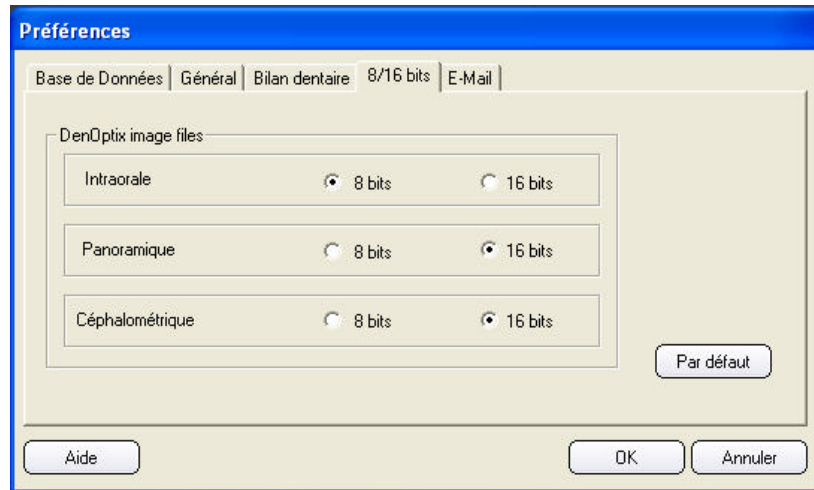 Préférences
Base de Données Général Bilan dentaire 8/16 bits E-Mail
DenOptix image files
Intraorale 8 bits 16 bits
Panoramique 8 bits 16 bits
Céphalométrique 8 bits 16 bits
Par défaut
Aide OK Annuler